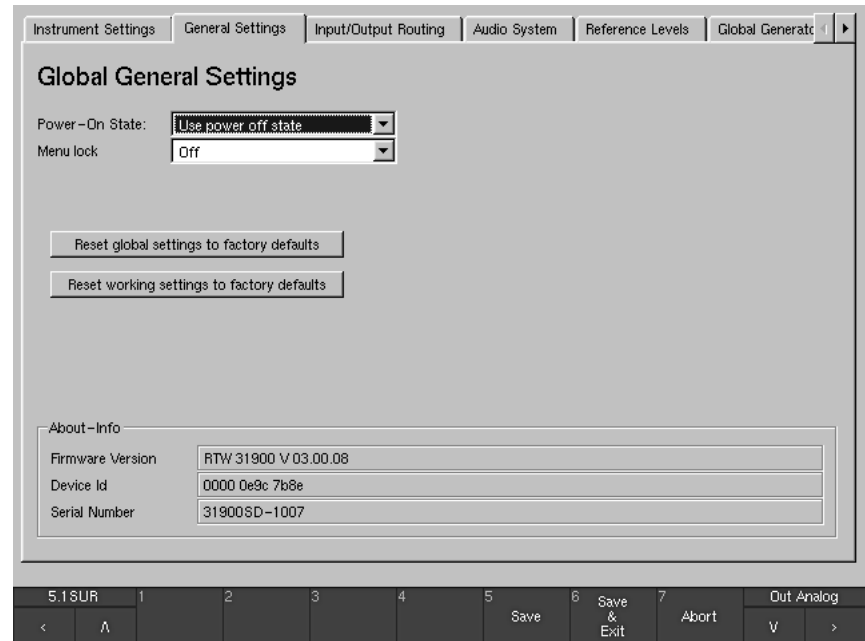 Instrument Settings General Settings Input/Output Routing Audio System Reference Levels
Global General Settings
Power-On State: Use power off state
Menu lock Off
Reset global settings to factory defaults
Reset working settings to factory defaults
About-Info
Firmware Version RTW 31900 V 03.00.08
Device Id 0000 0e9c 7b8e
Serial Number 31900SD-1007
5.1SUR 1 2 3 4 5 6 7 Out Analog
< Λ Save Save & Exit Abort V >